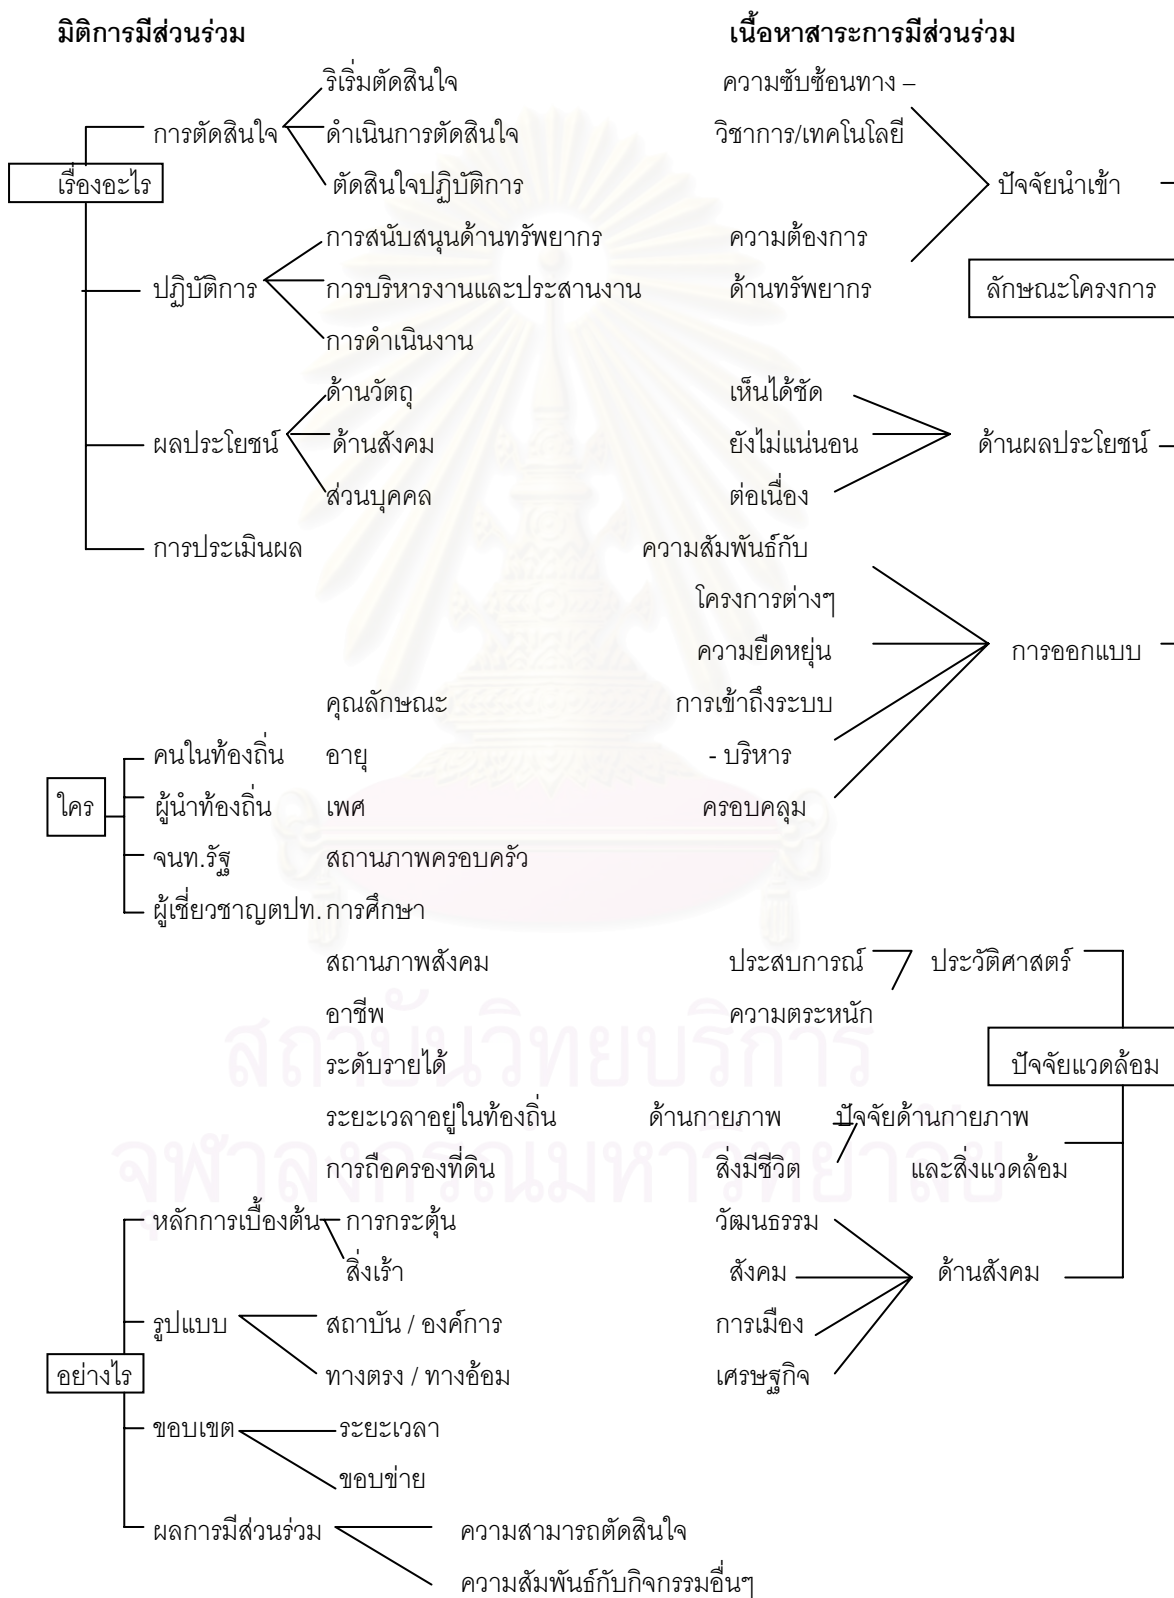 มิติการมีส่วนร่วม เนื้อหาสาระการมีส่วนร่วม
ริเริ่มตัดสินใจ ความซับซ้อนทาง –
การตัดสินใจ ดำเนินการตัดสินใจ วิชาการ/เทคโนโลยี
เรื่องอะไร ตัดสินใจปฏิบัติการ ปัจจัยนำเข้า
การสนับสนุนด้านทรัพยากร ความต้องการ
ปฏิบัติการ การบริหารงานและประสานงาน ด้านทรัพยากร ลักษณะโครงการ
การดำเนินงาน
ด้านวัตถุ เห็นได้ชัด
ผลประโยชน์ ด้านสังคม ยังไม่แน่นอน ด้านผลประโยชน์
ส่วนบุคคล ต่อเนื่อง
การประเมินผล ความสัมพันธ์กับ
โครงการต่างๆ
ความยืดหยุ่น การออกแบบ
คุณลักษณะ การเข้าถึงระบบ
คนในท้องถิ่น อายุ - บริหาร
ใคร ผู้นำท้องถิ่น เพศ ครอบคลุม
จนท.รัฐ สถานภาพครอบครัว
ผู้เชี่ยวชาญตปท. การศึกษา
สถานภาพสังคม ประสบการณ์ ประวัติศาสตร์
อาชีพ ความตระหนัก
ระดับรายได้ ปัจจัยแวดล้อม
ระยะเวลาอยู่ในท้องถิ่น ด้านกายภาพ ปัจจัยด้านกายภาพ
การถือครองที่ดิน สิ่งมีชีวิต และสิ่งแวดล้อม
หลักการเบื้องต้น การกระตุ้น วัฒนธรรม
สิ่งเร้า สังคม ด้านสังคม
รูปแบบ สถาบัน / องค์การ การเมือง
อย่างไร ทางตรง / ทางอ้อม เศรษฐกิจ
ขอบเขต ระยะเวลา
ขอบข่าย
ผลการมีส่วนร่วม ความสามารถตัดสินใจ
ความสัมพันธ์กับกิจกรรมอื่นๆ
สถาบันวิทยบริการ
จุฬาลงกรณ์มหาวิทยาลัย